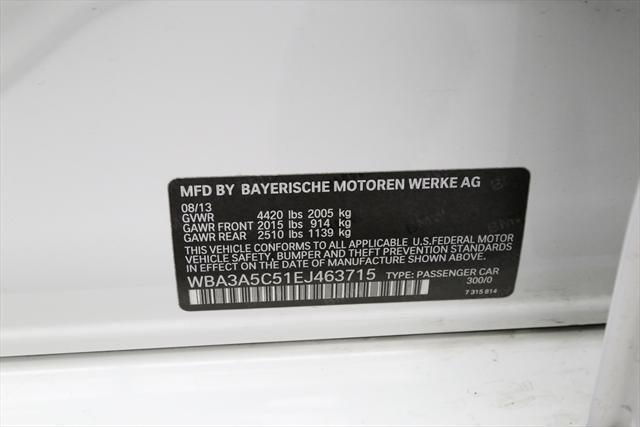 MFD BY BAYERISCHE MOTOREN WERKE AG
08/13
GVWR 4420 lbs 2005 kg
GAWR FRONT 2015 lbs 914 kg
GAWR REAR 2510 lbs 1139 kg
THIS VEHICLE CONFORMS TO ALL APPLICABLE U.S.FEDERAL MOTOR
VEHICLE SAFETY, BUMPER AND THEFT PREVENTION STANDARDS
IN EFFECT ON THE DATE OF MANUFACTURE SHOWN ABOVE.
WBA3A5C51EJ463715 TYPE: PASSENGER CAR
300/0
7 315 814